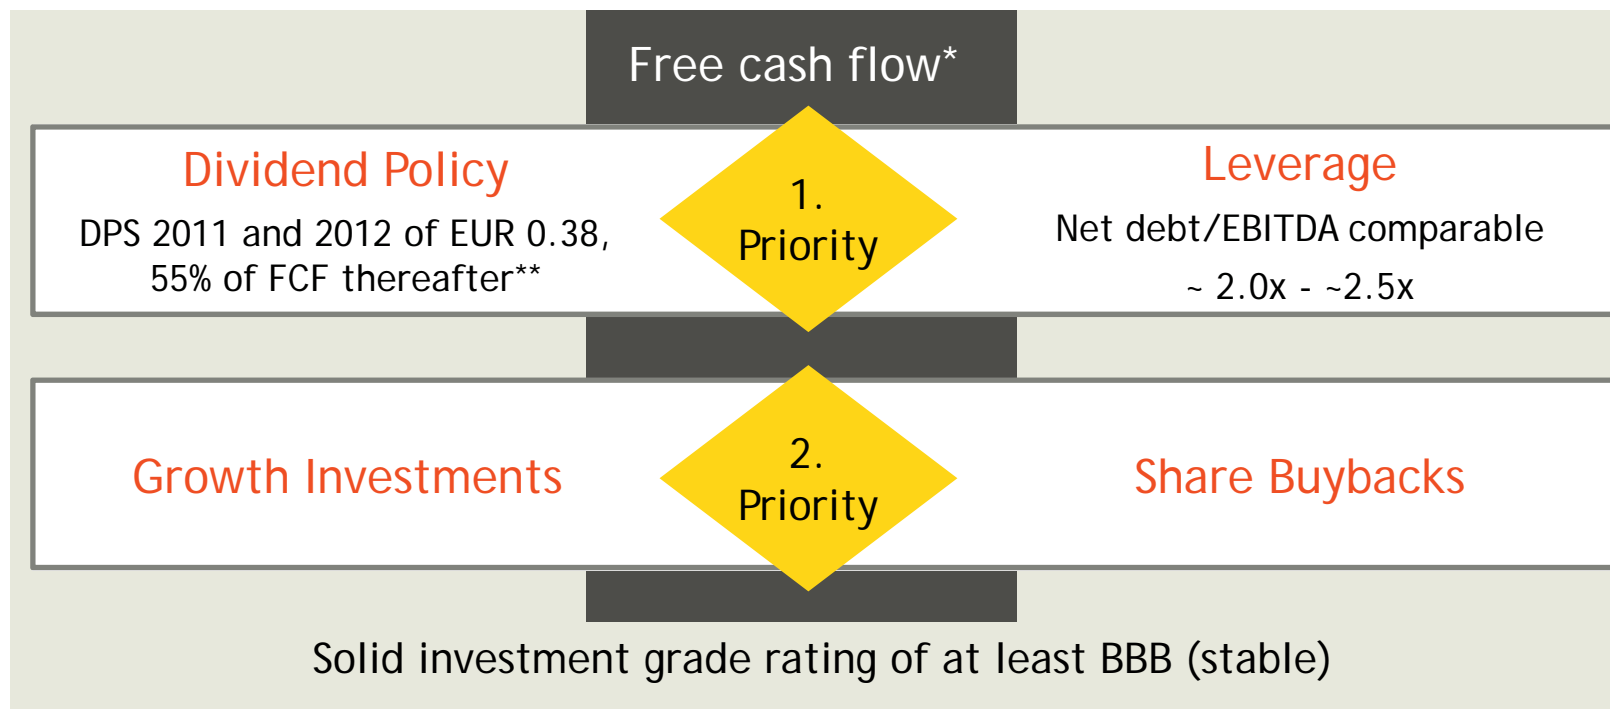 Free cash flow*
Dividend Policy
DPS 2011 and 2012 of EUR 0.38,
55% of FCF thereafter**
1.
Priority
Leverage
Net debt/EBITDA comparable
~ 2.0x - ~2.5x
Growth Investments
2.
Priority
Share Buybacks
Solid investment grade rating of at least BBB (stable)